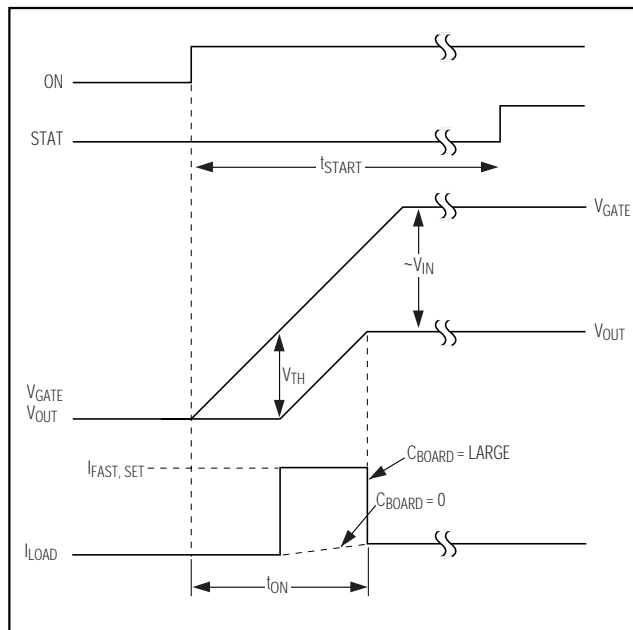 ON
STAT
tSTART
VGATE
~VIN
VOUT
VTH
VGATE
VOUT
CBOARD = LARGE
IFAST, SET
CBOARD = 0
ILOAD
tON